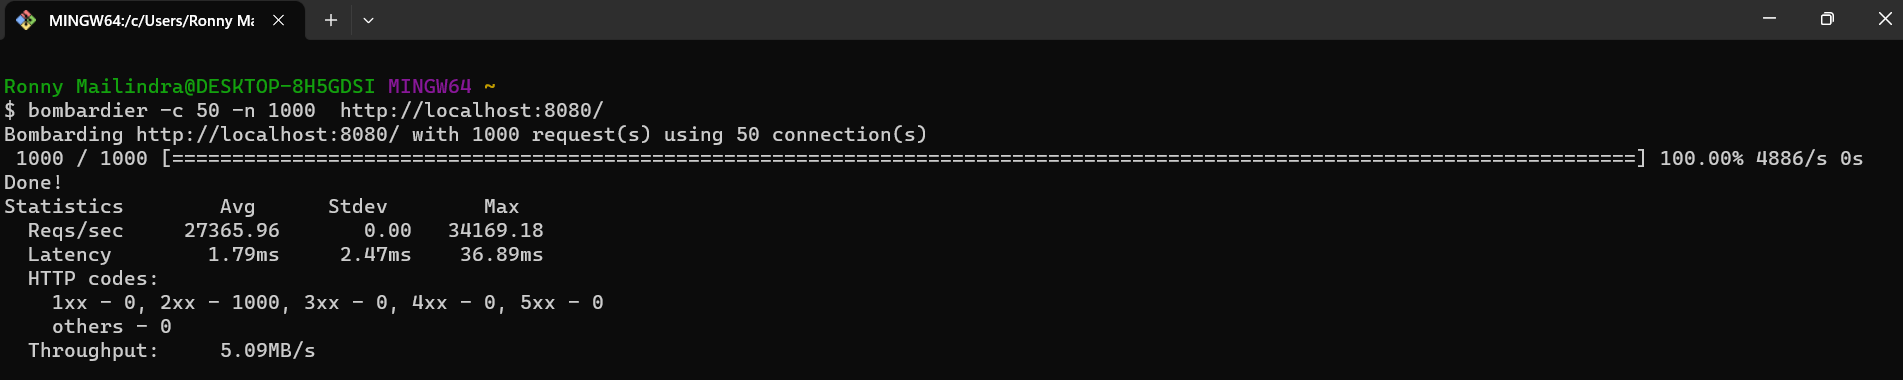 MINGW64:/c/Users/Ronny Ma
Ronny Mailindra@DESKTOP-8H5GDSI MINGW64 ~
$ bombardier -c 50 -n 1000  http://localhost:8080/
Bombarding http://localhost:8080/ with 1000 request(s) using 50 connection(s)
 1000 / 1000 [==========================================================================================================================] 100.00% 4886/s 0s
Done!
Statistics        Avg      Stdev        Max
  Reqs/sec     27365.96       0.00   34169.18
  Latency        1.79ms     2.47ms    36.89ms
  HTTP codes:
    1xx - 0, 2xx - 1000, 3xx - 0, 4xx - 0, 5xx - 0
    others - 0
  Throughput:     5.09MB/s